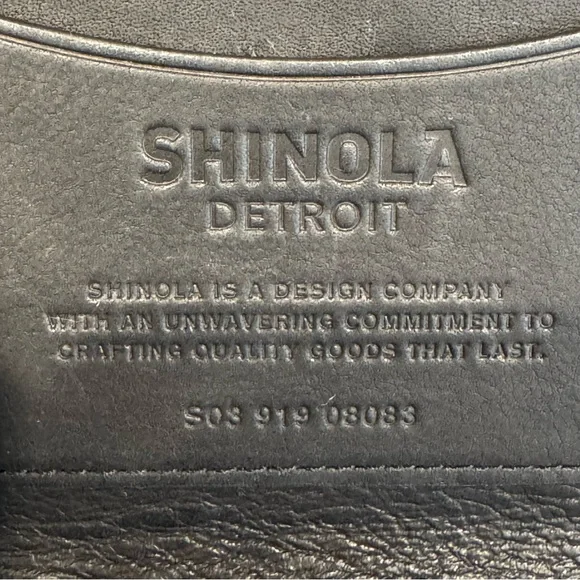 SHINOLA
DETROIT
SHINOLA IS A DESIGN COMPANY
WITH AN UNWAVERING COMMITMENT TO
CRAFTING QUALITY GOODS THAT LAST.
S03 919 08083